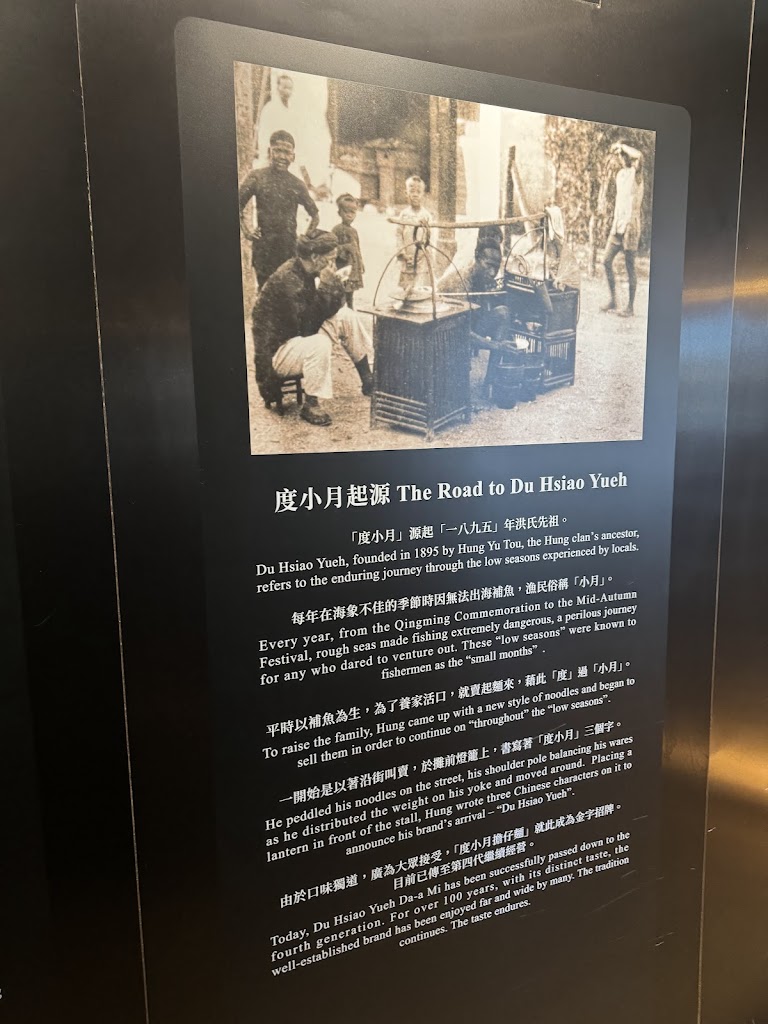 度小月起源 The Road to Du Hsiao Yueh
「度小月」源起「一八九五」年洪氏先祖。
Du Hsiao Yueh, founded in 1895 by Hung Yu Tou, the Hung clan's ancestor,
refers to the enduring journey through the low seasons experienced by locals.
每年在海象不佳的季節時因無法出海補魚，漁民俗稱「小月」。
Every year, from the Qingming Commemoration to the Mid-Autumn
Festival, rough seas made fishing extremely dangerous, a perilous journey
for any who dared to venture out. These “low seasons” were known to
fishermen as the “small months” .
平時以補魚為生，為了養家活口，就賣起麵來，藉此「度」過「小月」。
To raise the family, Hung came up with a new style of noodles and began to
sell them in order to continue on “throughout” the “low seasons”.
一開始是以著沿街叫賣，於攤前燈籠上，書寫著「度小月」三個字。
He peddled his noodles on the street, his shoulder pole balancing his wares
as he distributed the weight on his yoke and moved around. Placing a
lantern in front of the stall, Hung wrote three Chinese characters on it to
announce his brand's arrival – “Du Hsiao Yueh”.
由於口味獨道，廣為大眾接受，「度小月擔仔麵」就此成為金字招牌。
目前已傳至第四代繼續經營。
Today, Du Hsiao Yueh Da-a Mi has been successfully passed down to the
fourth generation. For over 100 years, with its distinct taste, the
well-established brand has been enjoyed far and wide by many. The tradition
continues. The taste endures.